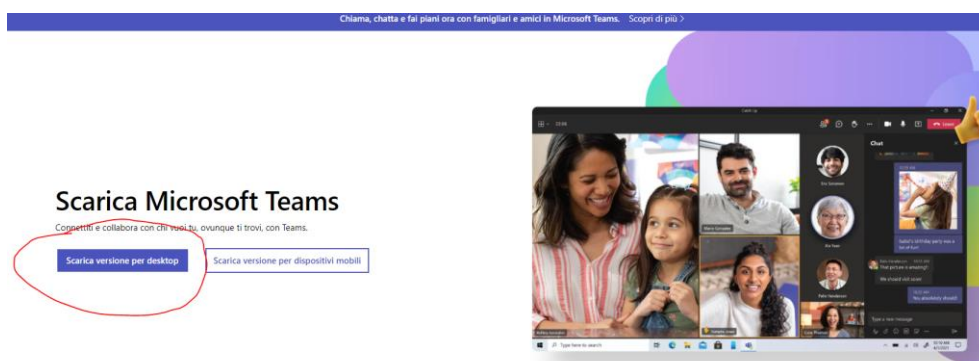 Chiama, chatta e fai piani ora con famigliari e amici in Microsoft Teams. Scopri di più >
Scarica Microsoft Teams
Connettiti e collabora con chi vuoi tu, ovunque ti trovi, con Teams.
Scarica versione per desktop
Scarica versione per dispositivi mobili
Leave
Chat
Type a new message
Type here to search